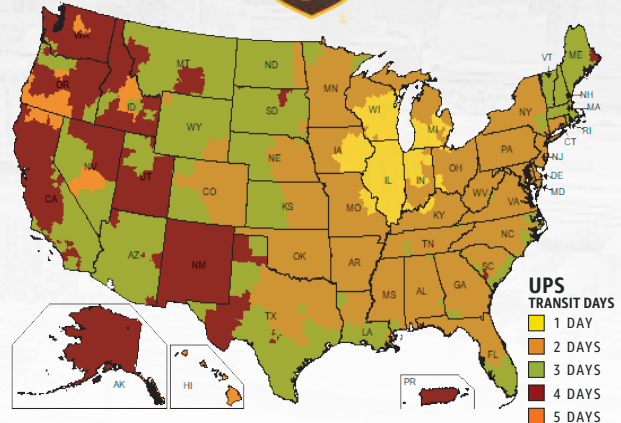 WA
MT
ND
MN
VT
ME
OR
ID
SD
WI
MI
NY
NH
MA
RI
CT
WY
IA
NE
PA
NJ
NV
UT
CO
IL
IN
OH
DE
MD
CA
KS
MO
WV
VA
KY
AZ
NM
OK
AR
TN
NC
SC
MS
AL
GA
TX
LA
FL
AK
HI
PR
UPS
TRANSIT DAYS
1 DAY
2 DAYS
3 DAYS
4 DAYS
5 DAYS